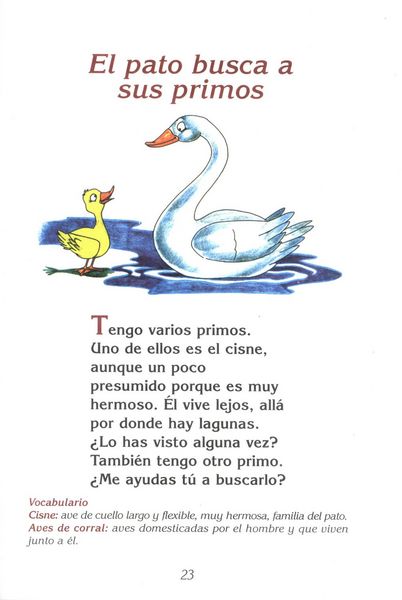 El pato busca a
sus primos
Tengo varios primos.
Uno de ellos es el cisne,
aunque un poco
presumido porque es muy
hermoso. Él vive lejos, allá
por donde hay lagunas.
¿Lo has visto alguna vez?
También tengo otro primo.
¿Me ayudas tú a buscarlo?
Vocabulario
Cisne: ave de cuello largo y flexible, muy hermosa, familia del pato.
Aves de corral: aves domesticadas por el hombre y que viven
junto a él.
23